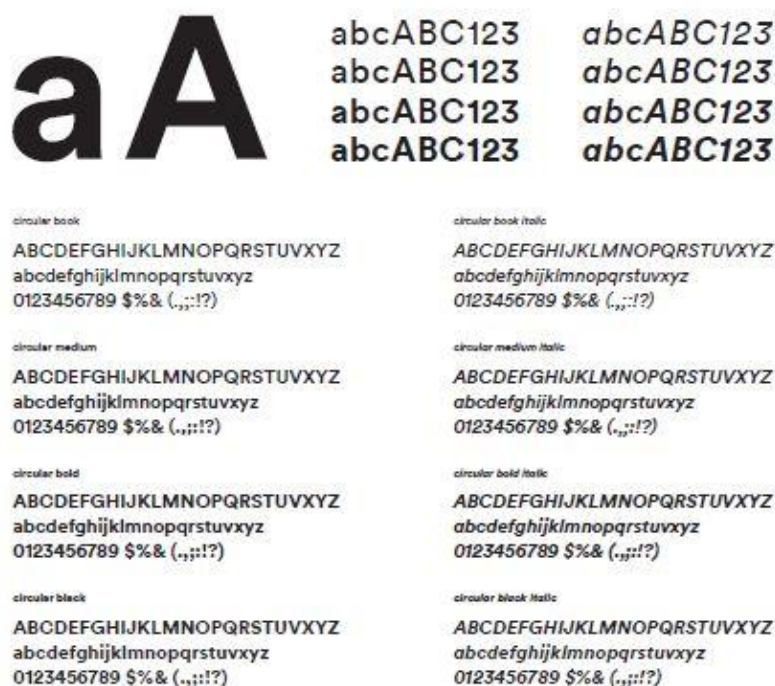 aA
abcABC123
abcABC123
abcABC123
abcABC123
abcABC123
abcABC123
abcABC123
abcABC123
circular book
ABCDEFGHIJKLMNOPQRSTUVXYZ
abcdefghijklmnopqrstuvxyz
0123456789 $%& (.,;:!?)
circular book italic
ABCDEFGHIJKLMNOPQRSTUVXYZ
abcdefghijklmnopqrstuvxyz
0123456789 $%& (.,;:!?)
circular medium
ABCDEFGHIJKLMNOPQRSTUVXYZ
abcdefghijklmnopqrstuvxyz
0123456789 $%& (.,;:!?)
circular medium italic
ABCDEFGHIJKLMNOPQRSTUVXYZ
abcdefghijklmnopqrstuvxyz
0123456789 $%& (.,;:!?)
circular bold
ABCDEFGHIJKLMNOPQRSTUVXYZ
abcdefghijklmnopqrstuvxyz
0123456789 $%& (.,;:!?)
circular bold italic
ABCDEFGHIJKLMNOPQRSTUVXYZ
abcdefghijklmnopqrstuvxyz
0123456789 $%& (.,;:!?)
circular black
ABCDEFGHIJKLMNOPQRSTUVXYZ
abcdefghijklmnopqrstuvxyz
0123456789 $%& (.,;:!?)
circular black italic
ABCDEFGHIJKLMNOPQRSTUVXYZ
abcdefghijklmnopqrstuvxyz
0123456789 $%& (.,;:!?)